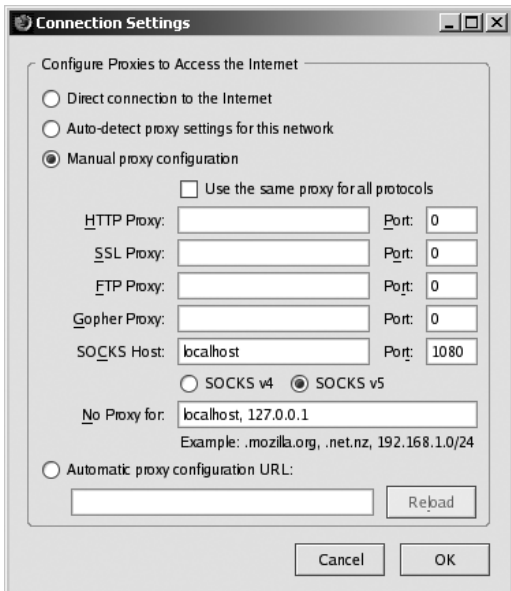 Connection Settings
Configure Proxies to Access the Internet
Direct connection to the Internet
Auto-detect proxy settings for this network
Manual proxy configuration
Use the same proxy for all protocols
HTTP Proxy: Port: 0
SSL Proxy: Port: 0
FTP Proxy: Port: 0
Gopher Proxy: Port: 0
SOCKS Host: localhost Port: 1080
SOCKS v4 SOCKS v5
No Proxy for: localhost, 127.0.0.1
Example: .mozilla.org, .net.nz, 192.168.1.0/24
Automatic proxy configuration URL:
Reload
Cancel OK